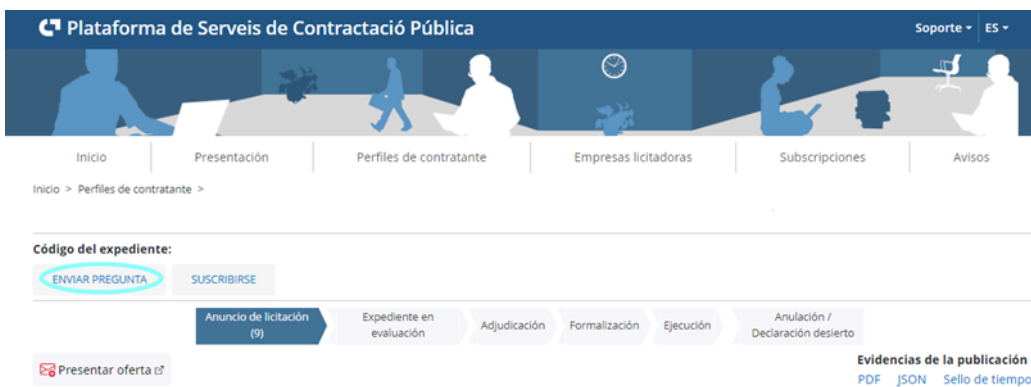 Plataforma de Serveis de Contractació Pública
Soporte ES
Inicio Presentación Perfiles de contratante Empresas licitadoras Subscripciones Avisos
Inicio > Perfiles de contratante >
Código del expediente:
ENVIAR PREGUNTA SUSCRIBIRSE
Anuncio de licitación
(9)
Expediente en
evaluación
Adjudicación
Formalización
Ejecución
Anulación /
Declaración desierto
Presentar oferta
Evidencias de la publicación
PDF JSON Sello de tiempo